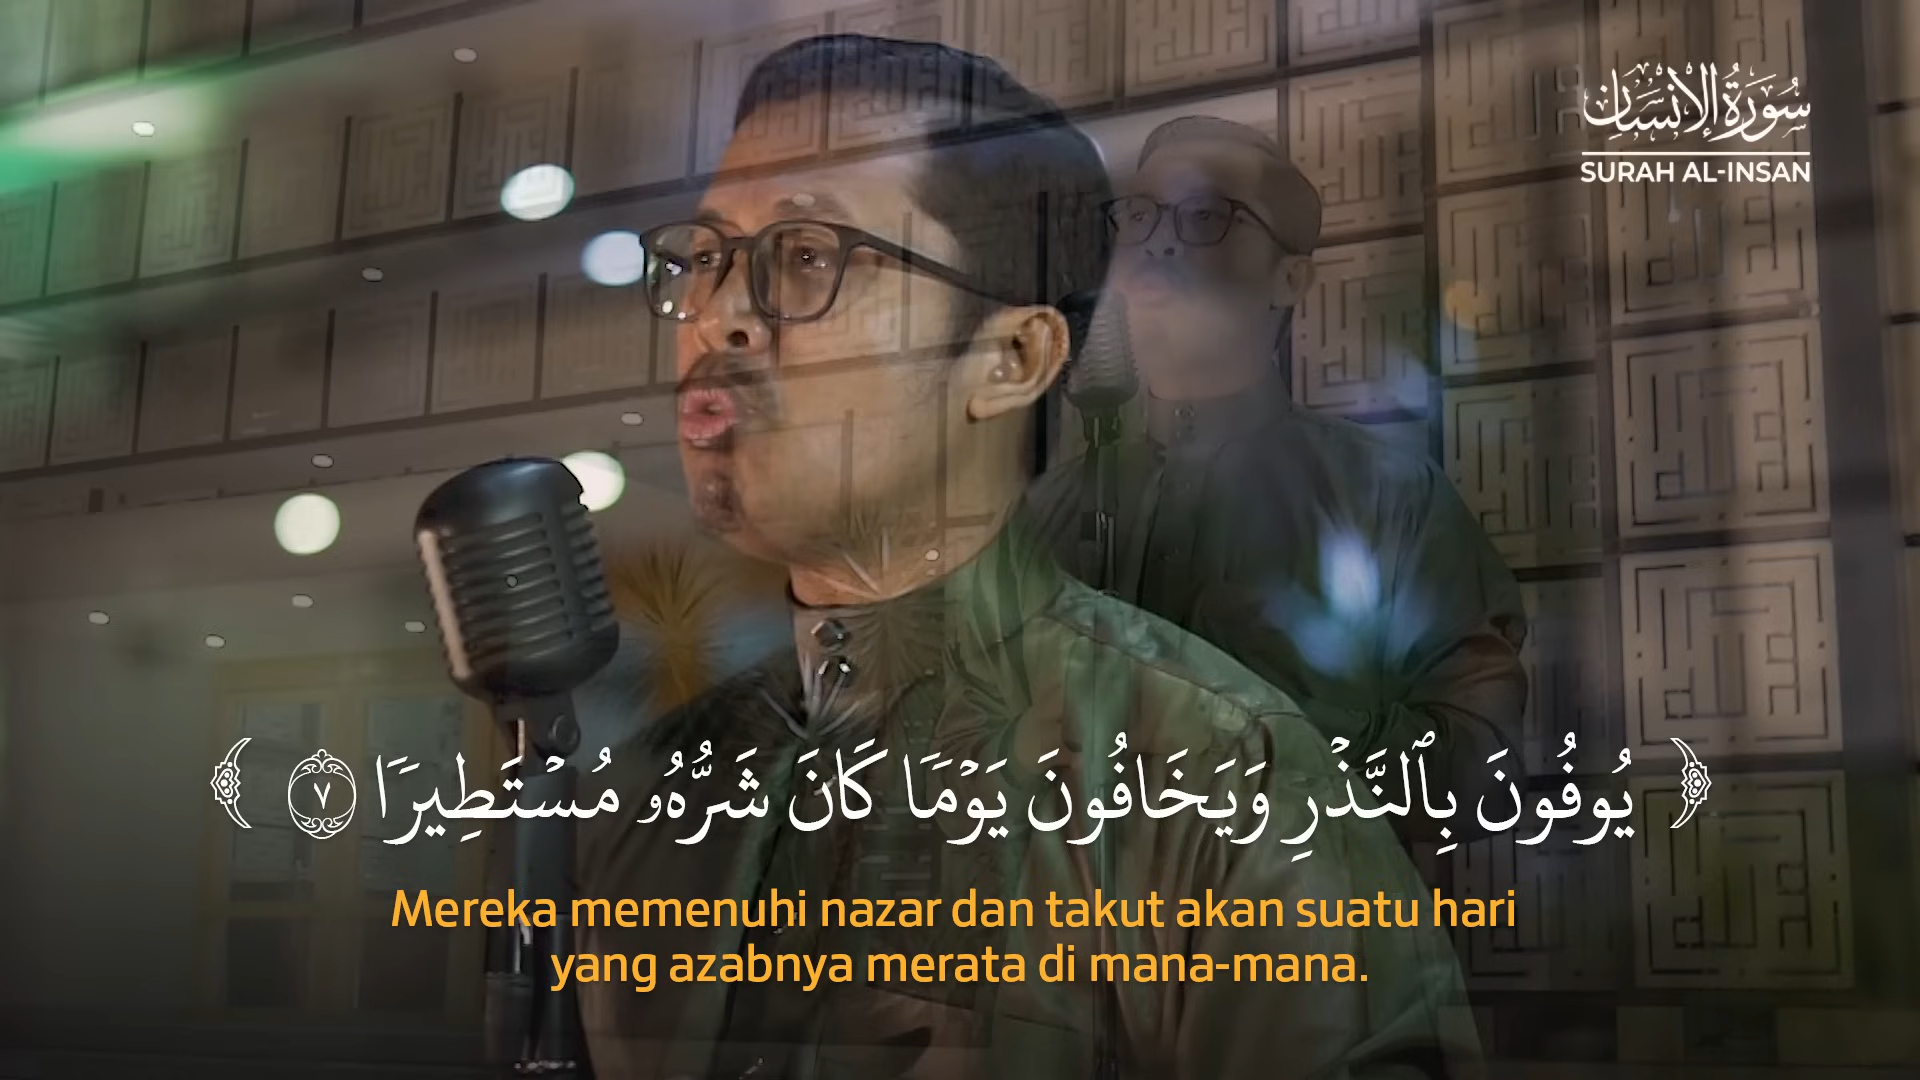 سُورَةُ الإِنْسَانِ
SURAH AL-INSAN
﴿ يُوفُونَ بِٱلنَّذْرِ وَيَخَافُونَ يَوْمًا كَانَ شَرُّهُۥ مُسْتَطِيرًا ٧ ﴾
Mereka memenuhi nazar dan takut akan suatu hari
yang azabnya merata di mana-mana.